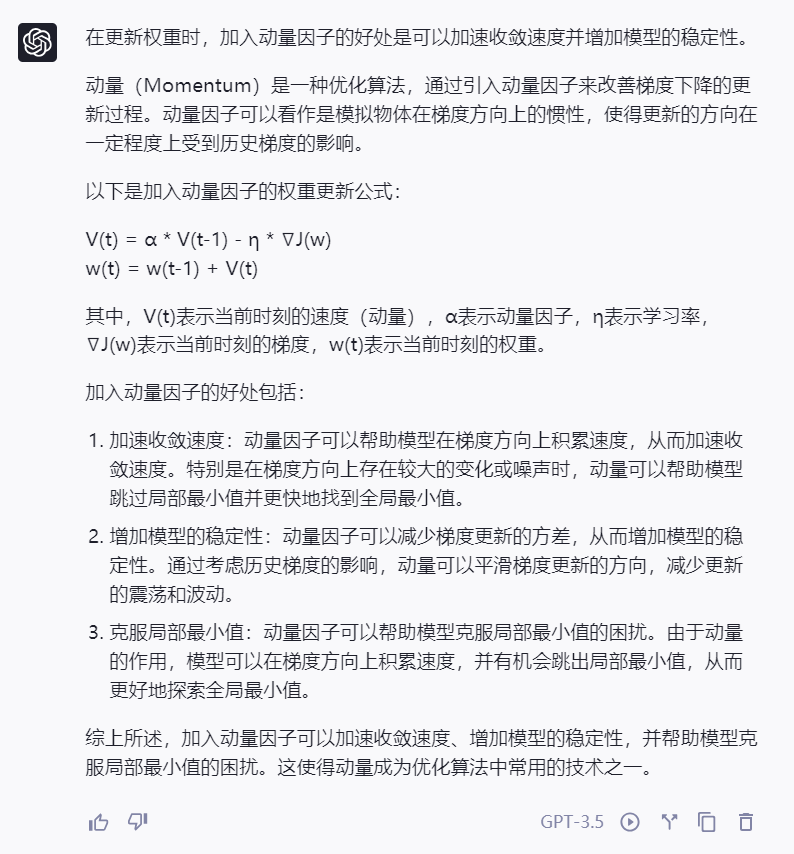 在更新权重时，加入动量因子的好处是可以加速收敛速度并增加模型的稳定性。
动量（Momentum）是一种优化算法，通过引入动量因子来改善梯度下降的更
新过程。动量因子可以看作是模拟物体在梯度方向上的惯性，使得更新的方向在
一定程度上受到历史梯度的影响。
以下是加入动量因子的权重更新公式：
V(t) = α * V(t-1) - η * ∇J(w)
w(t) = w(t-1) + V(t)
其中，V(t)表示当前时刻的速度（动量），α表示动量因子，η表示学习率，
∇J(w)表示当前时刻的梯度，w(t)表示当前时刻的权重。
加入动量因子的好处包括：
1. 加速收敛速度：动量因子可以帮助模型在梯度方向上积累速度，从而加速收
敛速度。特别是在梯度方向上存在较大的变化或噪声时，动量可以帮助模型
跳过局部最小值并更快地找到全局最小值。
2. 增加模型的稳定性：动量因子可以减少梯度更新的方差，从而增加模型的稳
定性。通过考虑历史梯度的影响，动量可以平滑梯度更新的方向，减少更新
的震荡和波动。
3. 克服局部最小值：动量因子可以帮助模型克服局部最小值的困扰。由于动量
的作用，模型可以在梯度方向上积累速度，并有机会跳出局部最小值，从而
更好地探索全局最小值。
综上所述，加入动量因子可以加速收敛速度、增加模型的稳定性，并帮助模型克
服局部最小值的困扰。这使得动量成为优化算法中常用的技术之一。
GPT-3.5